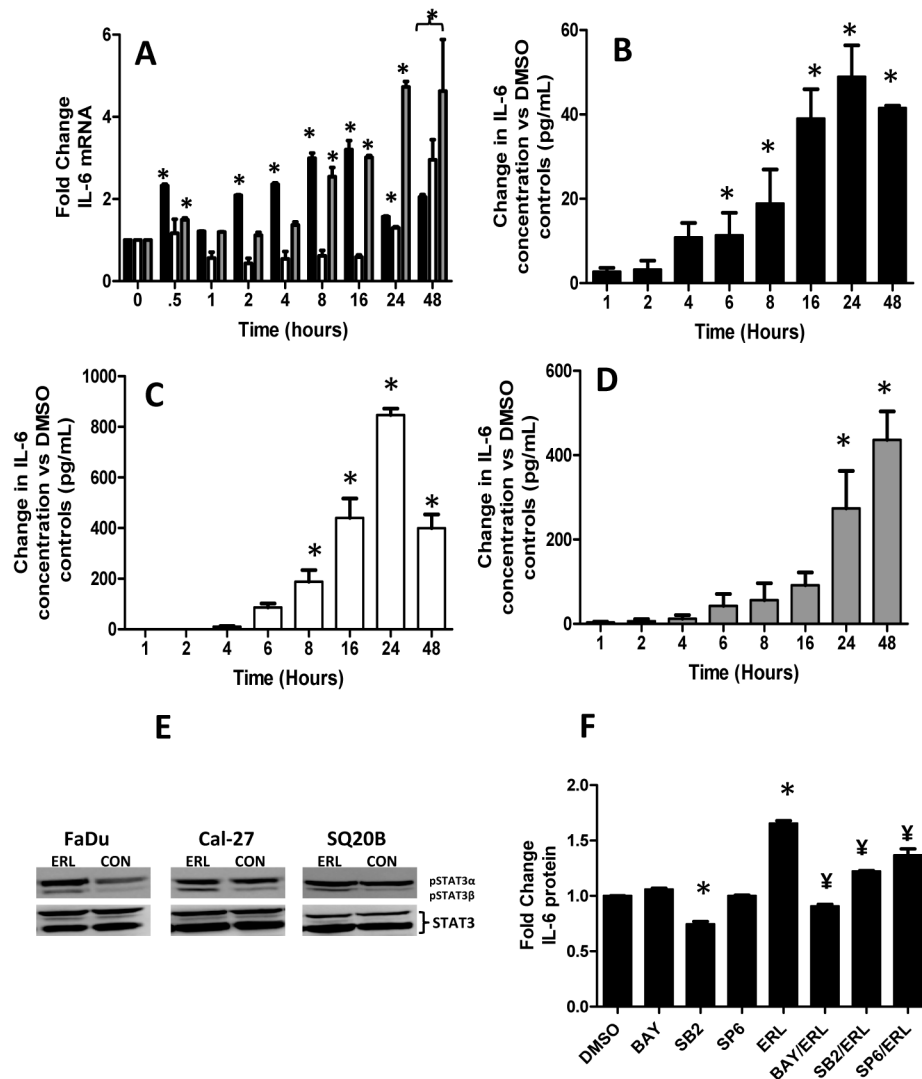 A
Fold Change
IL-6 mRNA
6
4
2
0
* * * * * * * * * * *
0 .5 1 2 4 8 16 24 48
Time (hours)
B
Change in IL-6
concentration vs DMSO
controls (pg/mL)
60
40
20
0
* * * * *
1 2 4 6 8 16 24 48
Time (Hours)
C
Change in IL-6
concentration vs DMSO
controls (pg/mL)
1000
800
600
400
200
0
* * * *
1 2 4 6 8 16 24 48
Time (Hours)
D
Change in IL-6
concentration vs DMSO
controls (pg/mL)
600
400
200
0
* *
1 2 4 6 8 16 24 48
Time (Hours)
E
FaDu Cal-27 SQ20B
ERL CON ERL CON ERL CON
pSTAT3α
pSTAT3β
STAT3
F
Fold Change
IL-6 protein
2.0
1.5
1.0
0.5
0.0
* * ¥ ¥ ¥
DMSO BAY SB2 SP6 ERL BAY/ERL SB2/ERL SP6/ERL